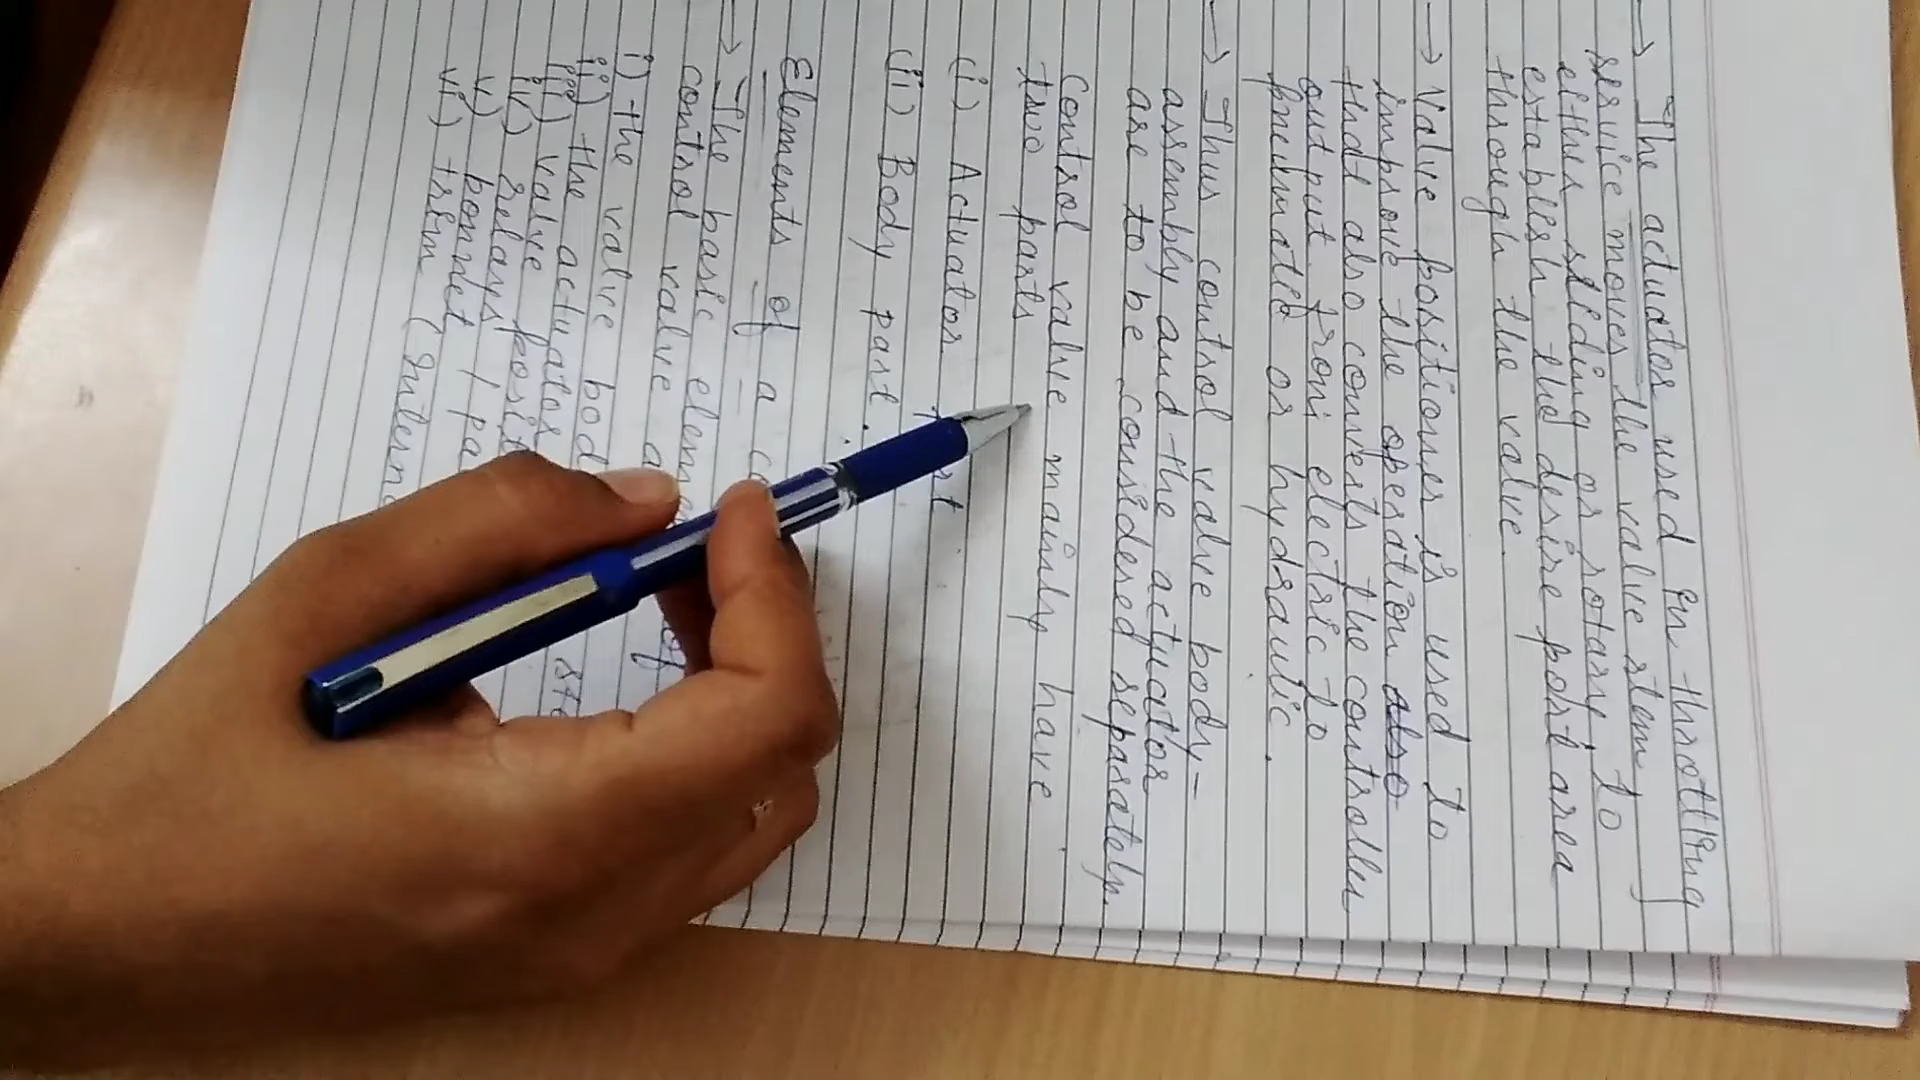 → The actuator used in throttling
service moves the valve stem
either sliding or rotary to
establish the desire port area
through the valve.
→ Valve positioner is used to
improve the operation also
that also converts the controller
output from electric to
pneumatic or hydraulic.
→ Thus control valve body-
assembly and the actuator
are to be considered separately.
Control valve mainly have
two parts
(i) Actuator
(ii) Body part.
Elements of a
→ The basic
control valve
i) the valve
ii) the actuator
iii) valve
iv) relays
v) bonnet /
vi) trim (